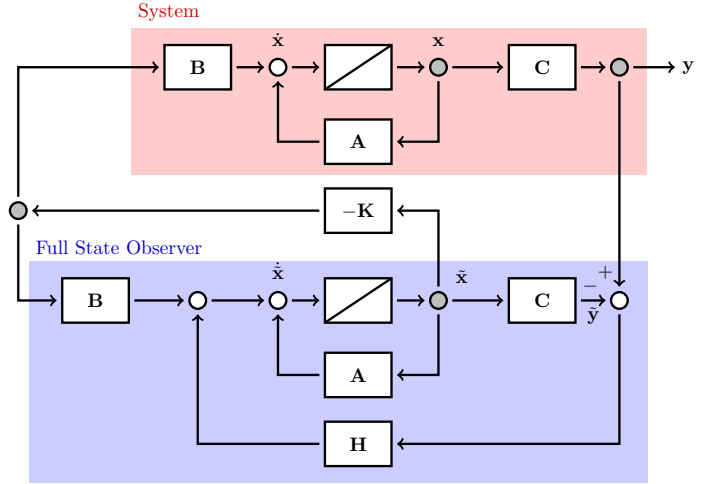 System
ẋ
x
B
C
y
A
−K
Full State Observer
x̃̇
x̃
+
−
B
C
ỹ
A
H